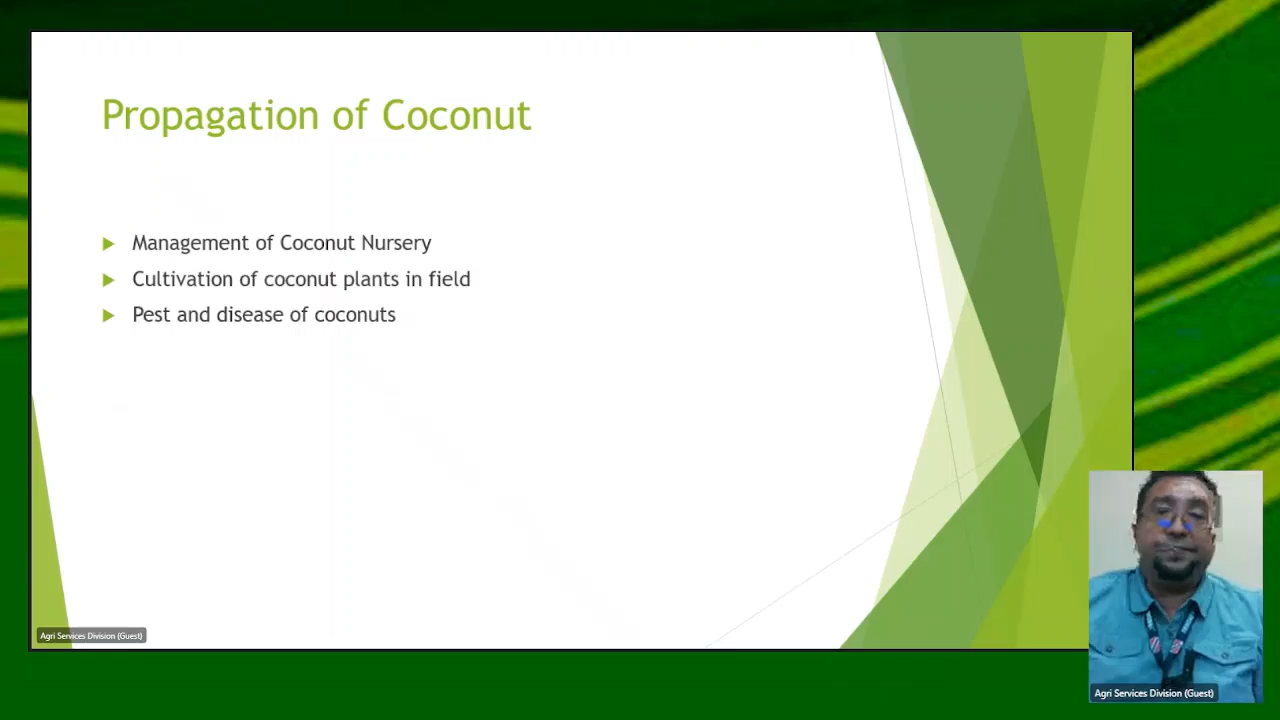 Propagation of Coconut
Management of Coconut Nursery
Cultivation of coconut plants in field
Pest and disease of coconuts
Agri Services Division (Guest)
Agri Services Division (Guest)